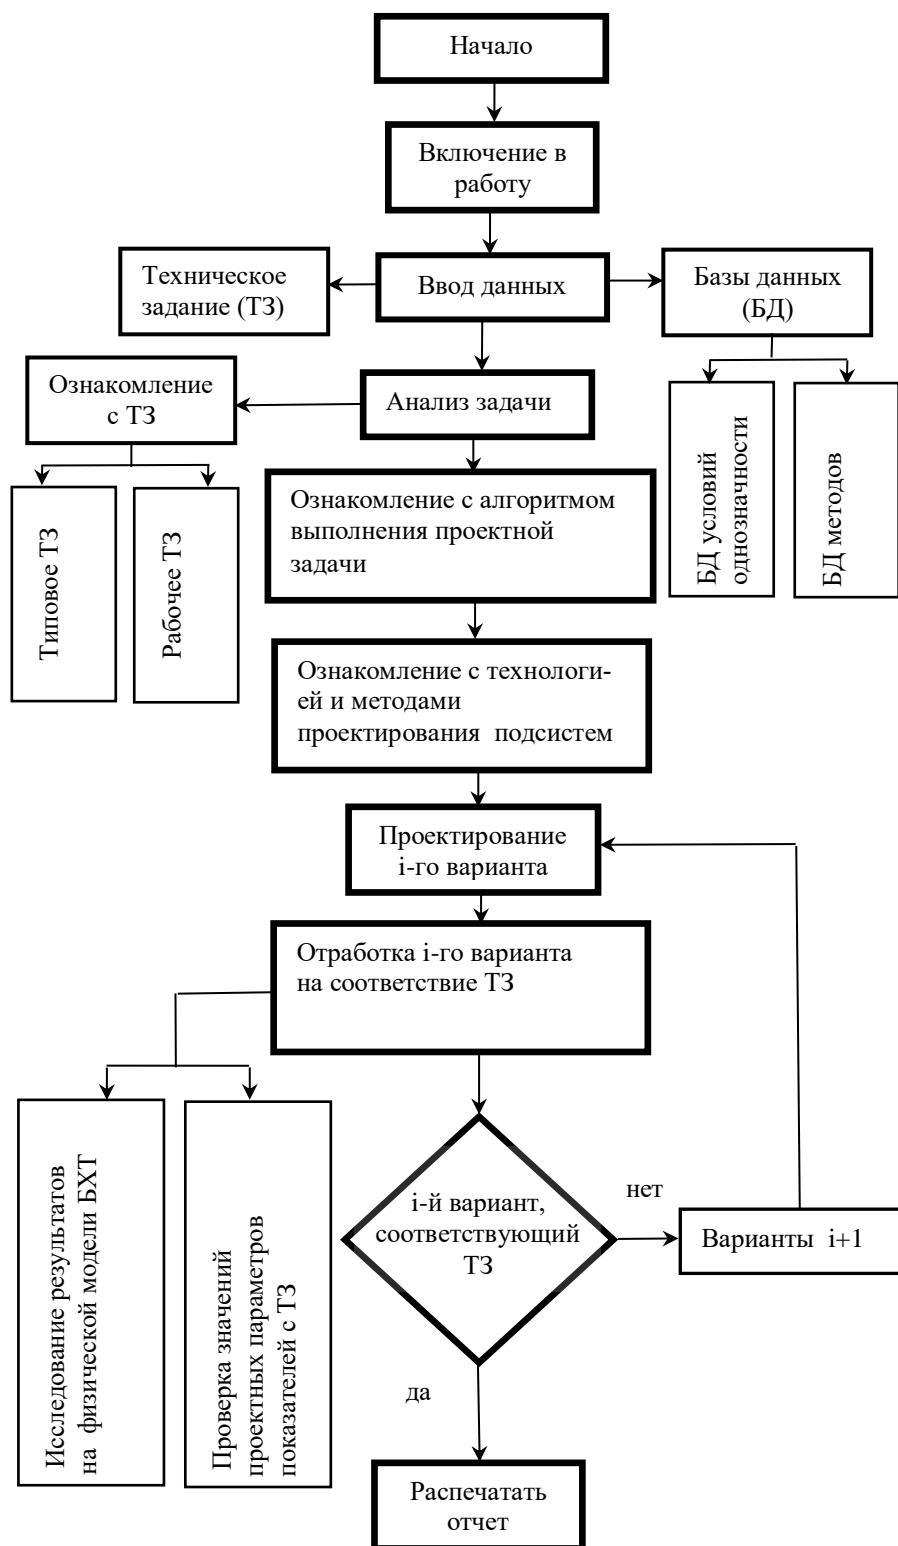 Начало
Включение в
работу
Техническое
задание (ТЗ)
Ввод данных
Базы данных
(БД)
Ознакомление
с ТЗ
Анализ задачи
БД условий
однозначности
БД методов
Типовое ТЗ
Рабочее ТЗ
Ознакомление с алгоритмом
выполнения проектной
задачи
Ознакомление с технологи-
ей и методами
проектирования подсистем
Проектирование
i-го варианта
Отработка i-го варианта
на соответствие ТЗ
Исследование результатов
на физической модели БХТ
Проверка значений
проектных параметров
показателей с ТЗ
i-й вариант,
соответствующий
ТЗ
нет
Варианты i+1
да
Распечатать
отчет